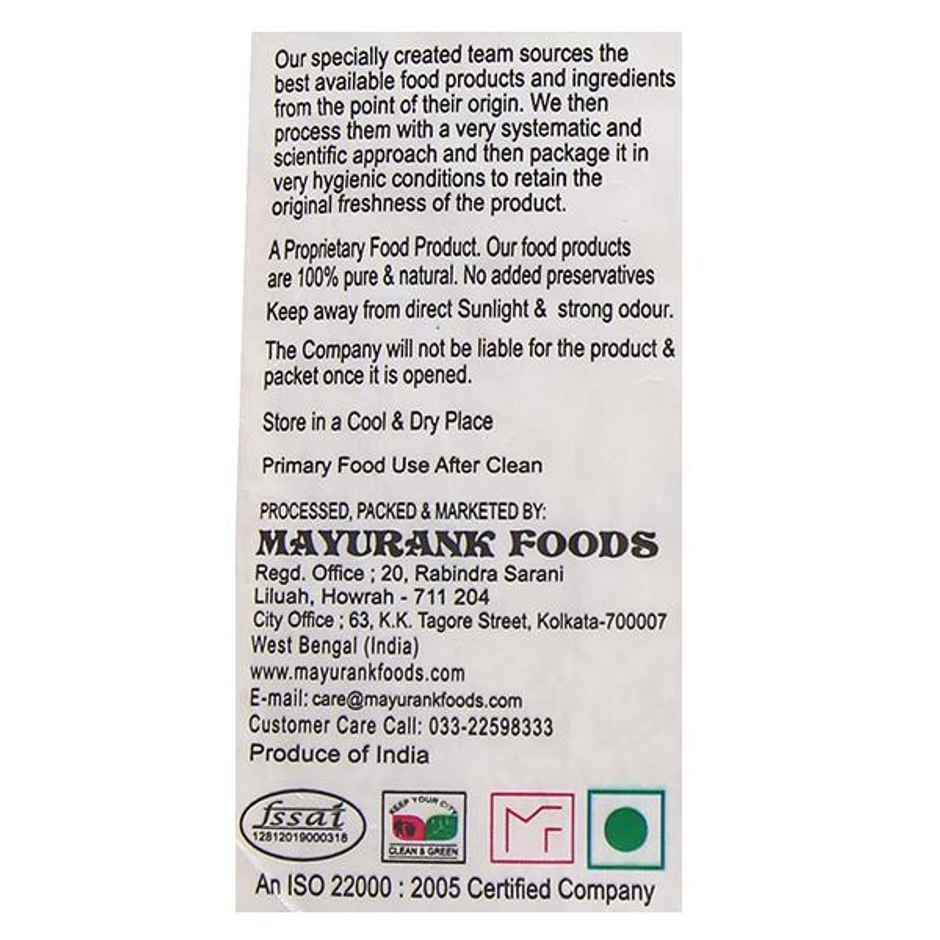 Our specially created team sources the
best available food products and ingredients
from the point of their origin. We then
process them with a very systematic and
scientific approach and then package it in
very hygienic conditions to retain the
original freshness of the product.
A Proprietary Food Product. Our food products
are 100% pure & natural. No added preservatives
Keep away from direct Sunlight & strong odour.
The Company will not be liable for the product &
packet once it is opened.
Store in a Cool & Dry Place
Primary Food Use After Clean
PROCESSED, PACKED & MARKETED BY:
MAYURANK FOODS
Regd. Office ; 20, Rabindra Sarani
Liluah, Howrah - 711 204
City Office ; 63, K.K. Tagore Street, Kolkata-700007
West Bengal (India)
www.mayurankfoods.com
E-mail: care@mayurankfoods.com
Customer Care Call: 033-22598333
Produce of India
fssai
12812019000318
KEEP YOUR CITY
CLEAN & GREEN
MF
An ISO 22000 : 2005 Certified Company